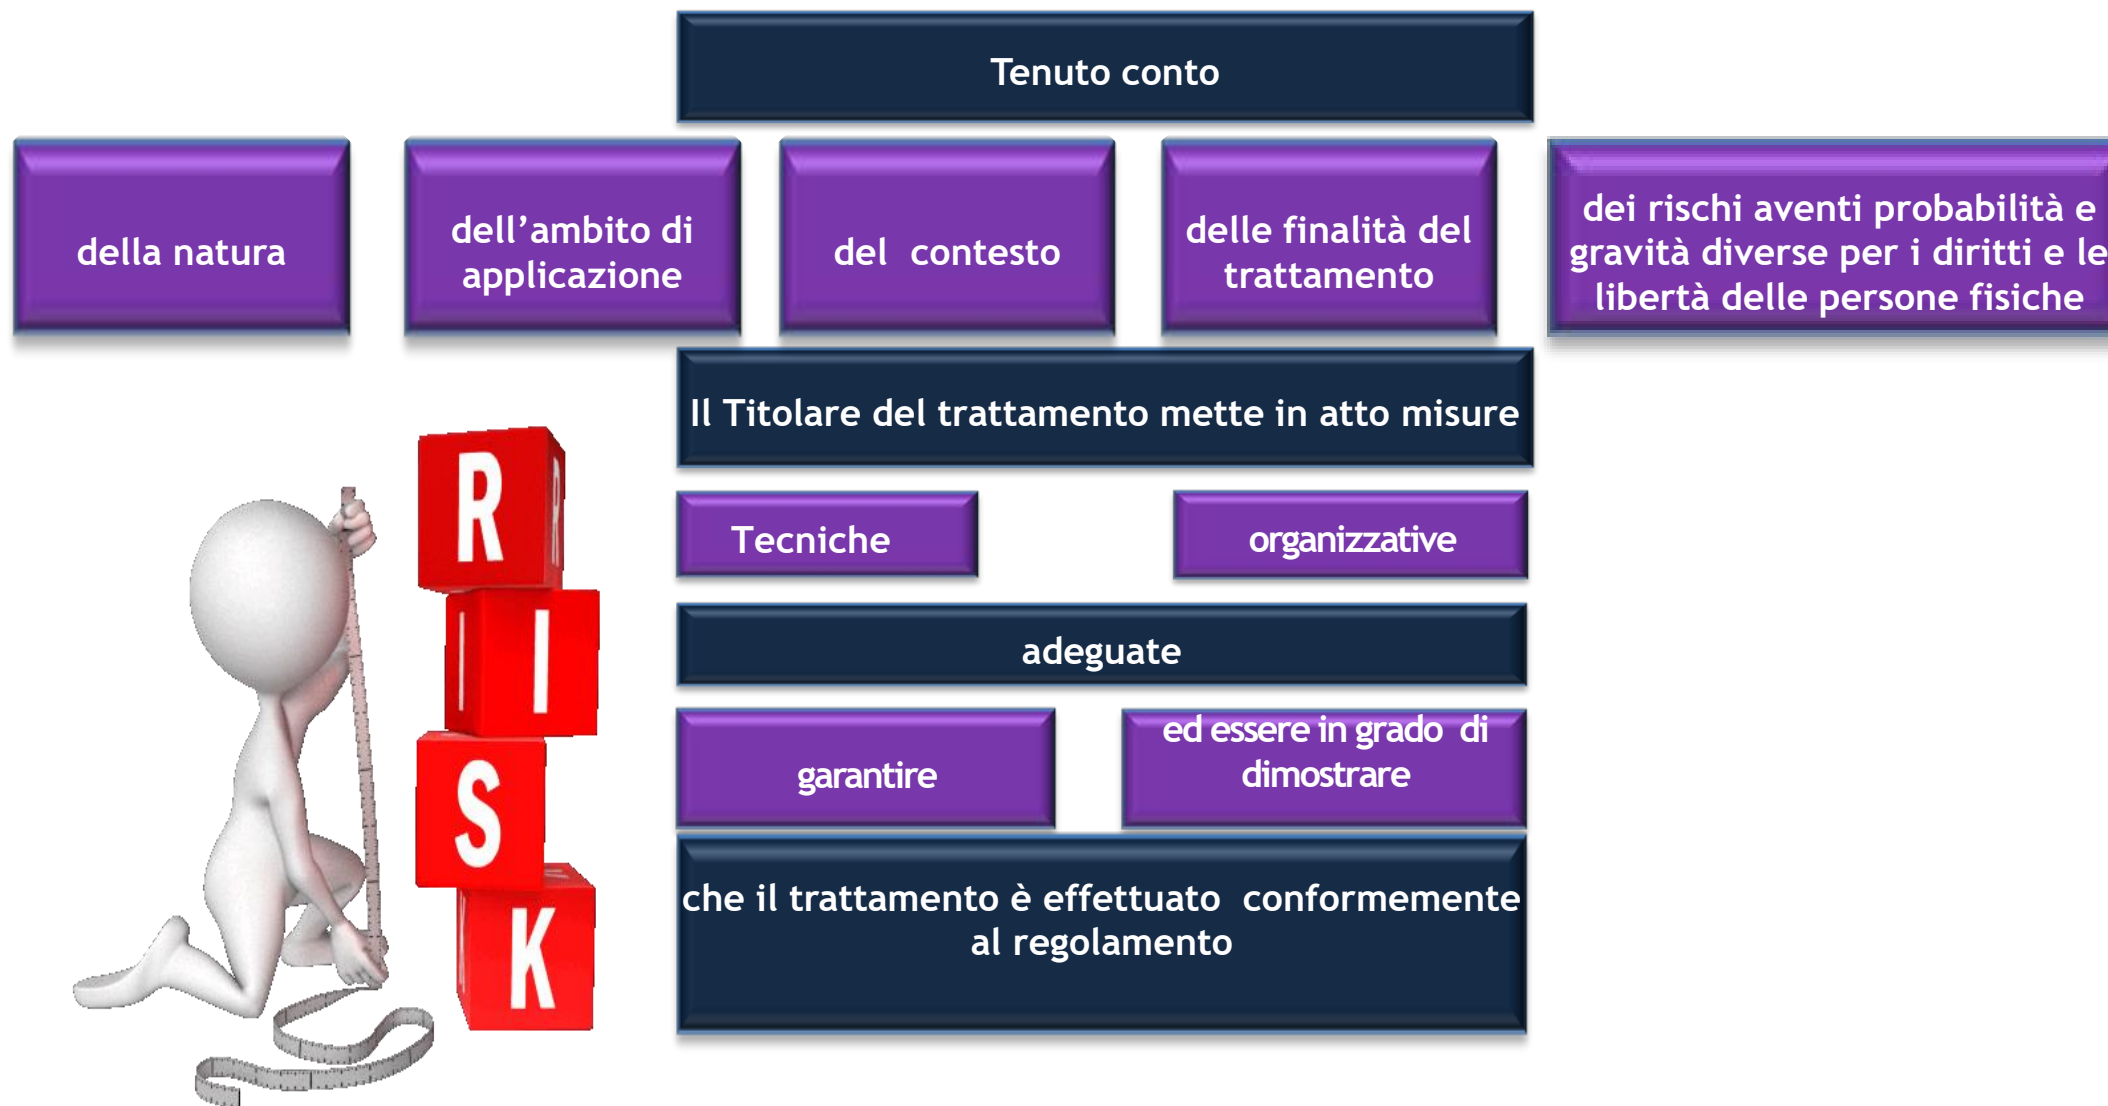 Tenuto conto
della natura
dell’ambito di
applicazione
del contesto
delle finalità del
trattamento
dei rischi aventi probabilità e
gravità diverse per i diritti e le
libertà delle persone fisiche
Il Titolare del trattamento mette in atto misure
Tecniche
organizzative
adeguate
garantire
ed essere in grado di
dimostrare
che il trattamento è effettuato conformemente
al regolamento
R
I
S
K